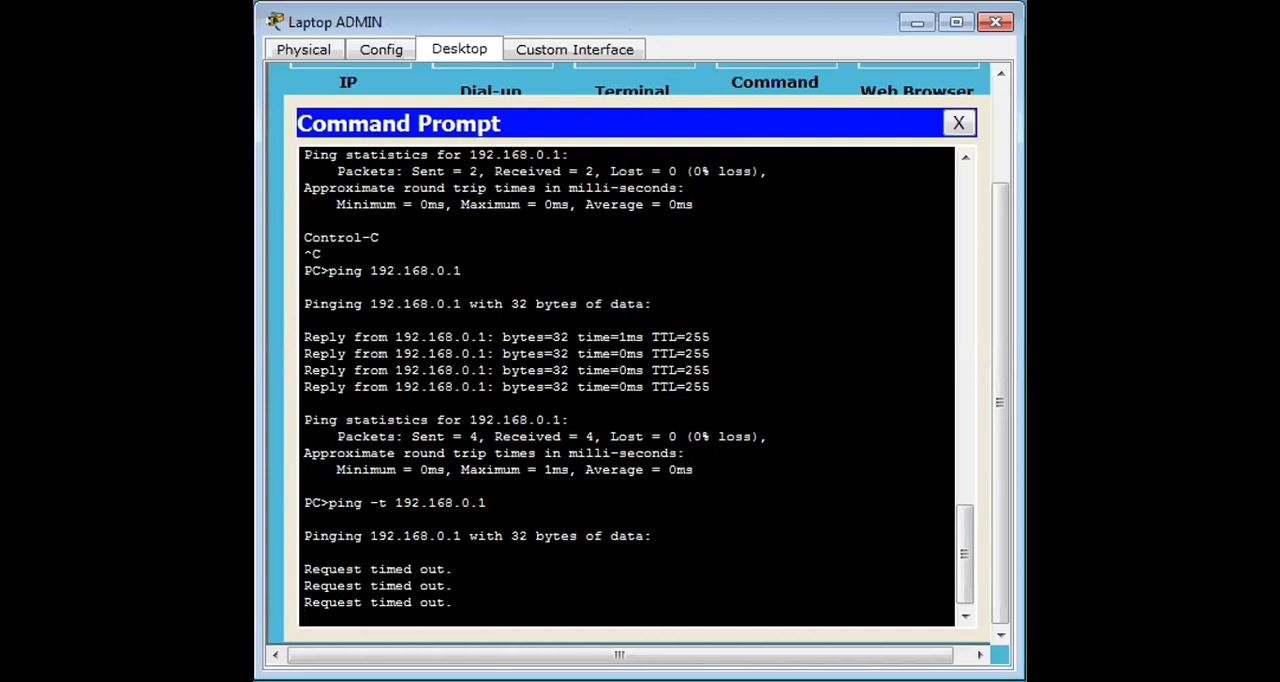 Laptop ADMIN
Physical Config Desktop Custom Interface
IP Dial-up Terminal Command Web Browser
Command Prompt X
Ping statistics for 192.168.0.1:
Packets: Sent = 2, Received = 2, Lost = 0 (0% loss),
Approximate round trip times in milli-seconds:
Minimum = 0ms, Maximum = 0ms, Average = 0ms
Control-C
^C
PC>ping 192.168.0.1
Pinging 192.168.0.1 with 32 bytes of data:
Reply from 192.168.0.1: bytes=32 time=1ms TTL=255
Reply from 192.168.0.1: bytes=32 time=0ms TTL=255
Reply from 192.168.0.1: bytes=32 time=0ms TTL=255
Reply from 192.168.0.1: bytes=32 time=0ms TTL=255
Ping statistics for 192.168.0.1:
Packets: Sent = 4, Received = 4, Lost = 0 (0% loss),
Approximate round trip times in milli-seconds:
Minimum = 0ms, Maximum = 1ms, Average = 0ms
PC>ping -t 192.168.0.1
Pinging 192.168.0.1 with 32 bytes of data:
Request timed out.
Request timed out.
Request timed out.